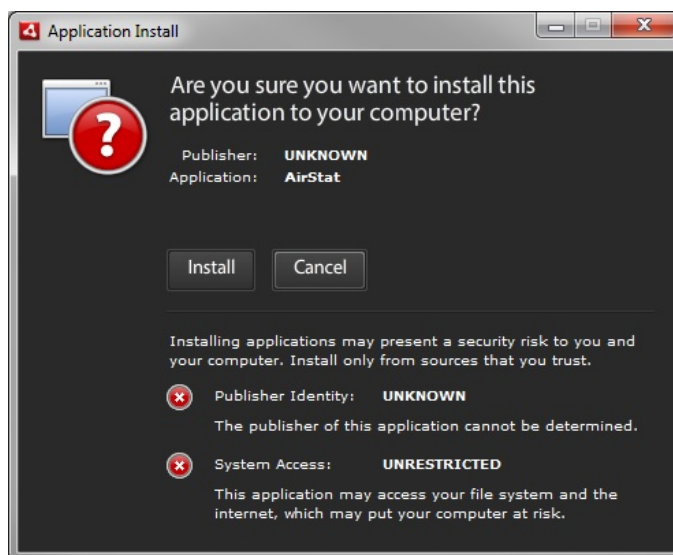 Application Install
Are you sure you want to install this
application to your computer?
Publisher: UNKNOWN
Application: AirStat
Install Cancel
Installing applications may present a security risk to you and
your computer. Install only from sources that you trust.
Publisher Identity: UNKNOWN
The publisher of this application cannot be determined.
System Access: UNRESTRICTED
This application may access your file system and the
internet, which may put your computer at risk.